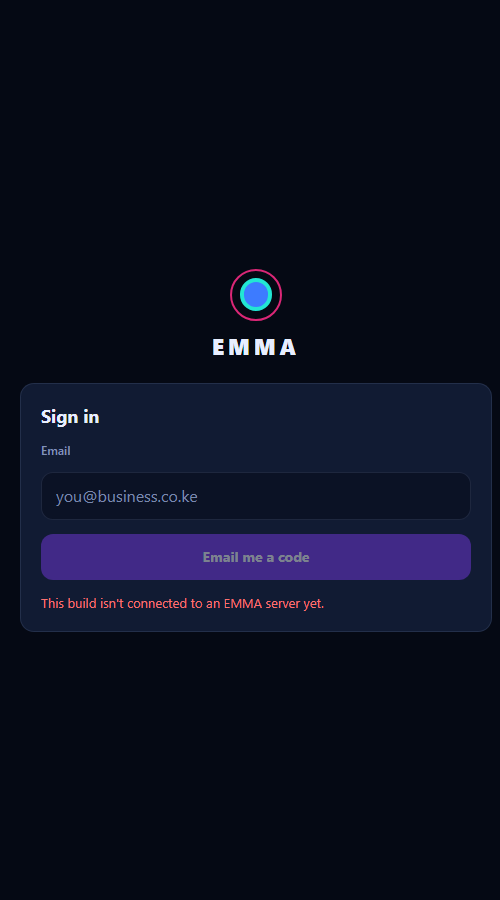 EMMA
Sign in
Email
you@business.co.ke
Email me a code
This build isn't connected to an EMMA server yet.